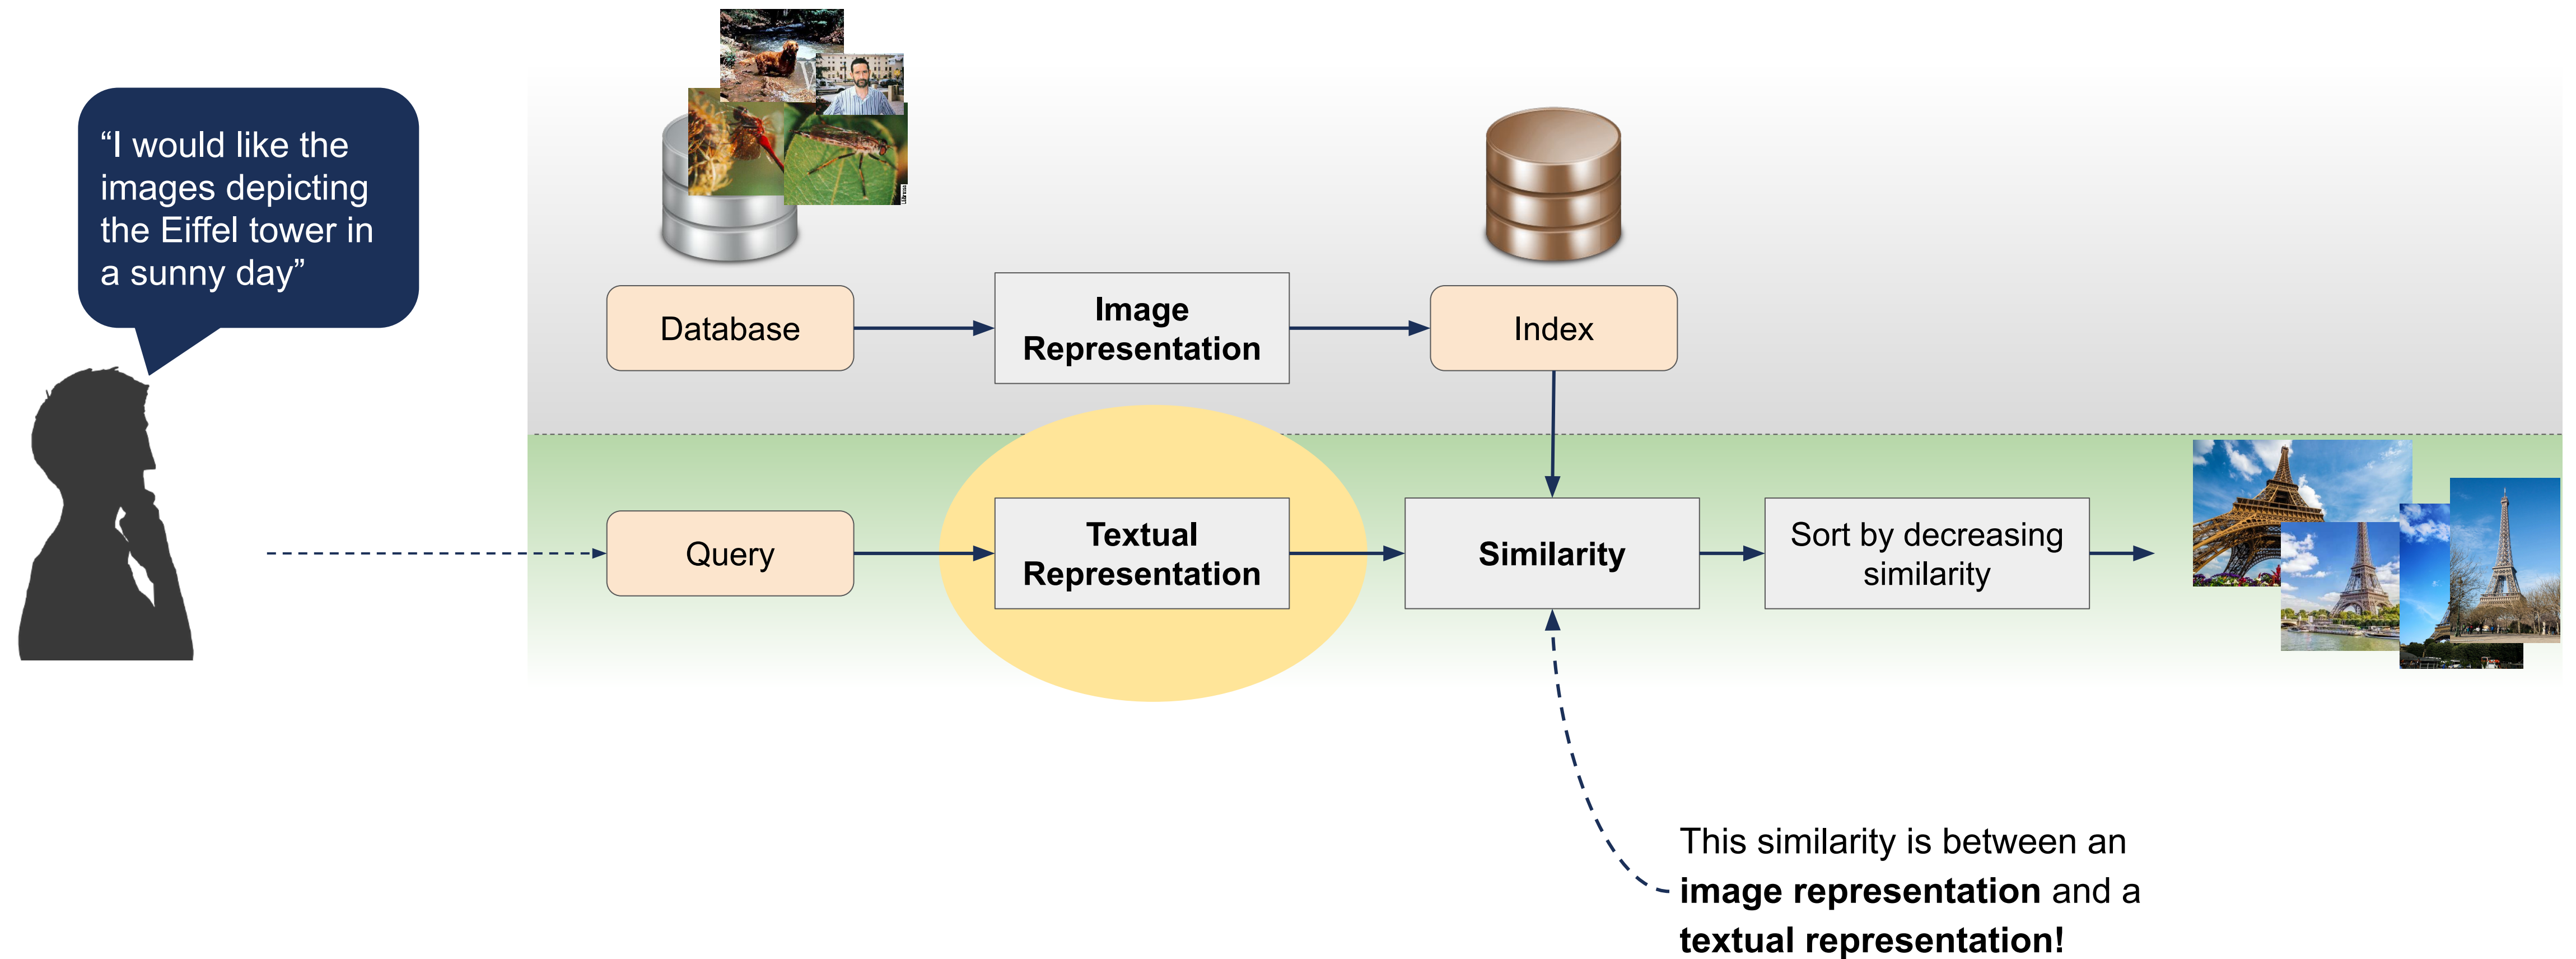 “I would like the
images depicting
the Eiffel tower in
a sunny day”
Database
Image
Representation
Index
Query
Textual
Representation
Similarity
Sort by decreasing
similarity
This similarity is between an
image representation and a
textual representation!